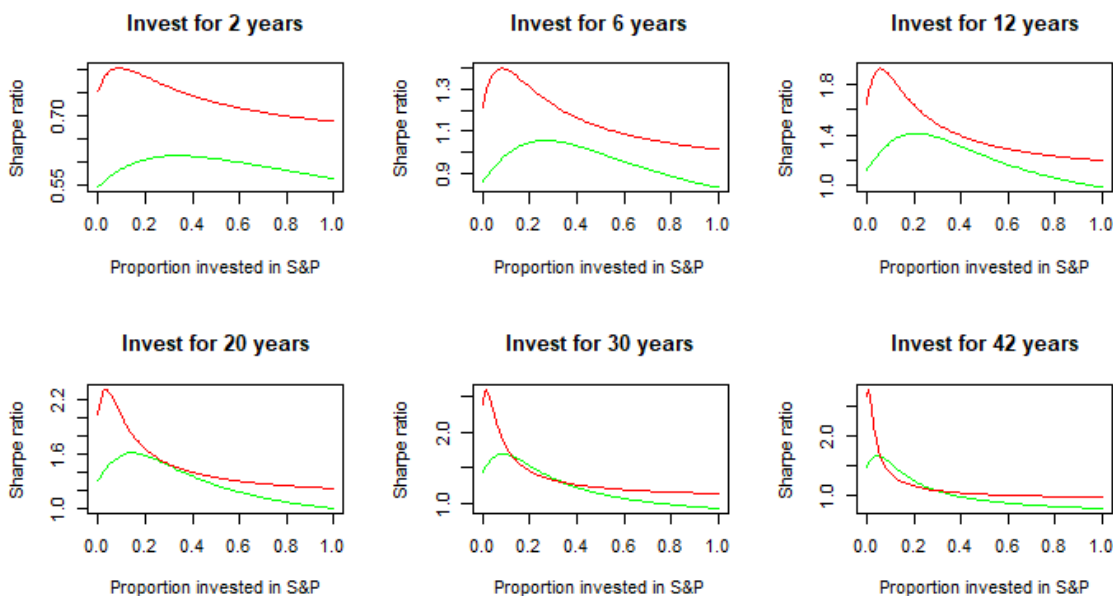 Invest for 2 years
Sharpe ratio
0.55
0.70
0.0 0.2 0.4 0.6 0.8 1.0
Proportion invested in S&P
Invest for 6 years
Sharpe ratio
0.9
1.1
1.3
0.0 0.2 0.4 0.6 0.8 1.0
Proportion invested in S&P
Invest for 12 years
Sharpe ratio
1.0
1.4
1.8
0.0 0.2 0.4 0.6 0.8 1.0
Proportion invested in S&P
Invest for 20 years
Sharpe ratio
1.0
1.6
2.2
0.0 0.2 0.4 0.6 0.8 1.0
Proportion invested in S&P
Invest for 30 years
Sharpe ratio
1.0
2.0
0.0 0.2 0.4 0.6 0.8 1.0
Proportion invested in S&P
Invest for 42 years
Sharpe ratio
1.0
2.0
0.0 0.2 0.4 0.6 0.8 1.0
Proportion invested in S&P